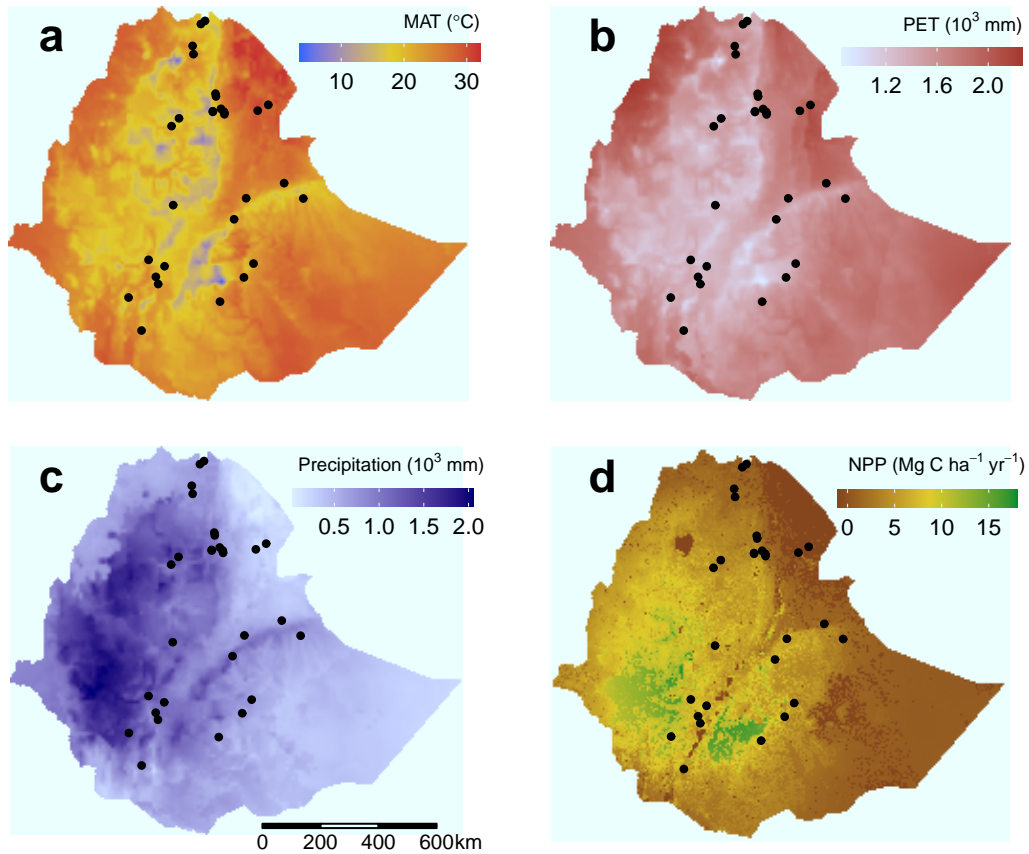 a
MAT (°C)
10 20 30
b
PET (10³ mm)
1.2 1.6 2.0
c
Precipitation (10³ mm)
0.5 1.0 1.5 2.0
0 200 400 600km
d
NPP (Mg C ha⁻¹ yr⁻¹)
0 5 10 15